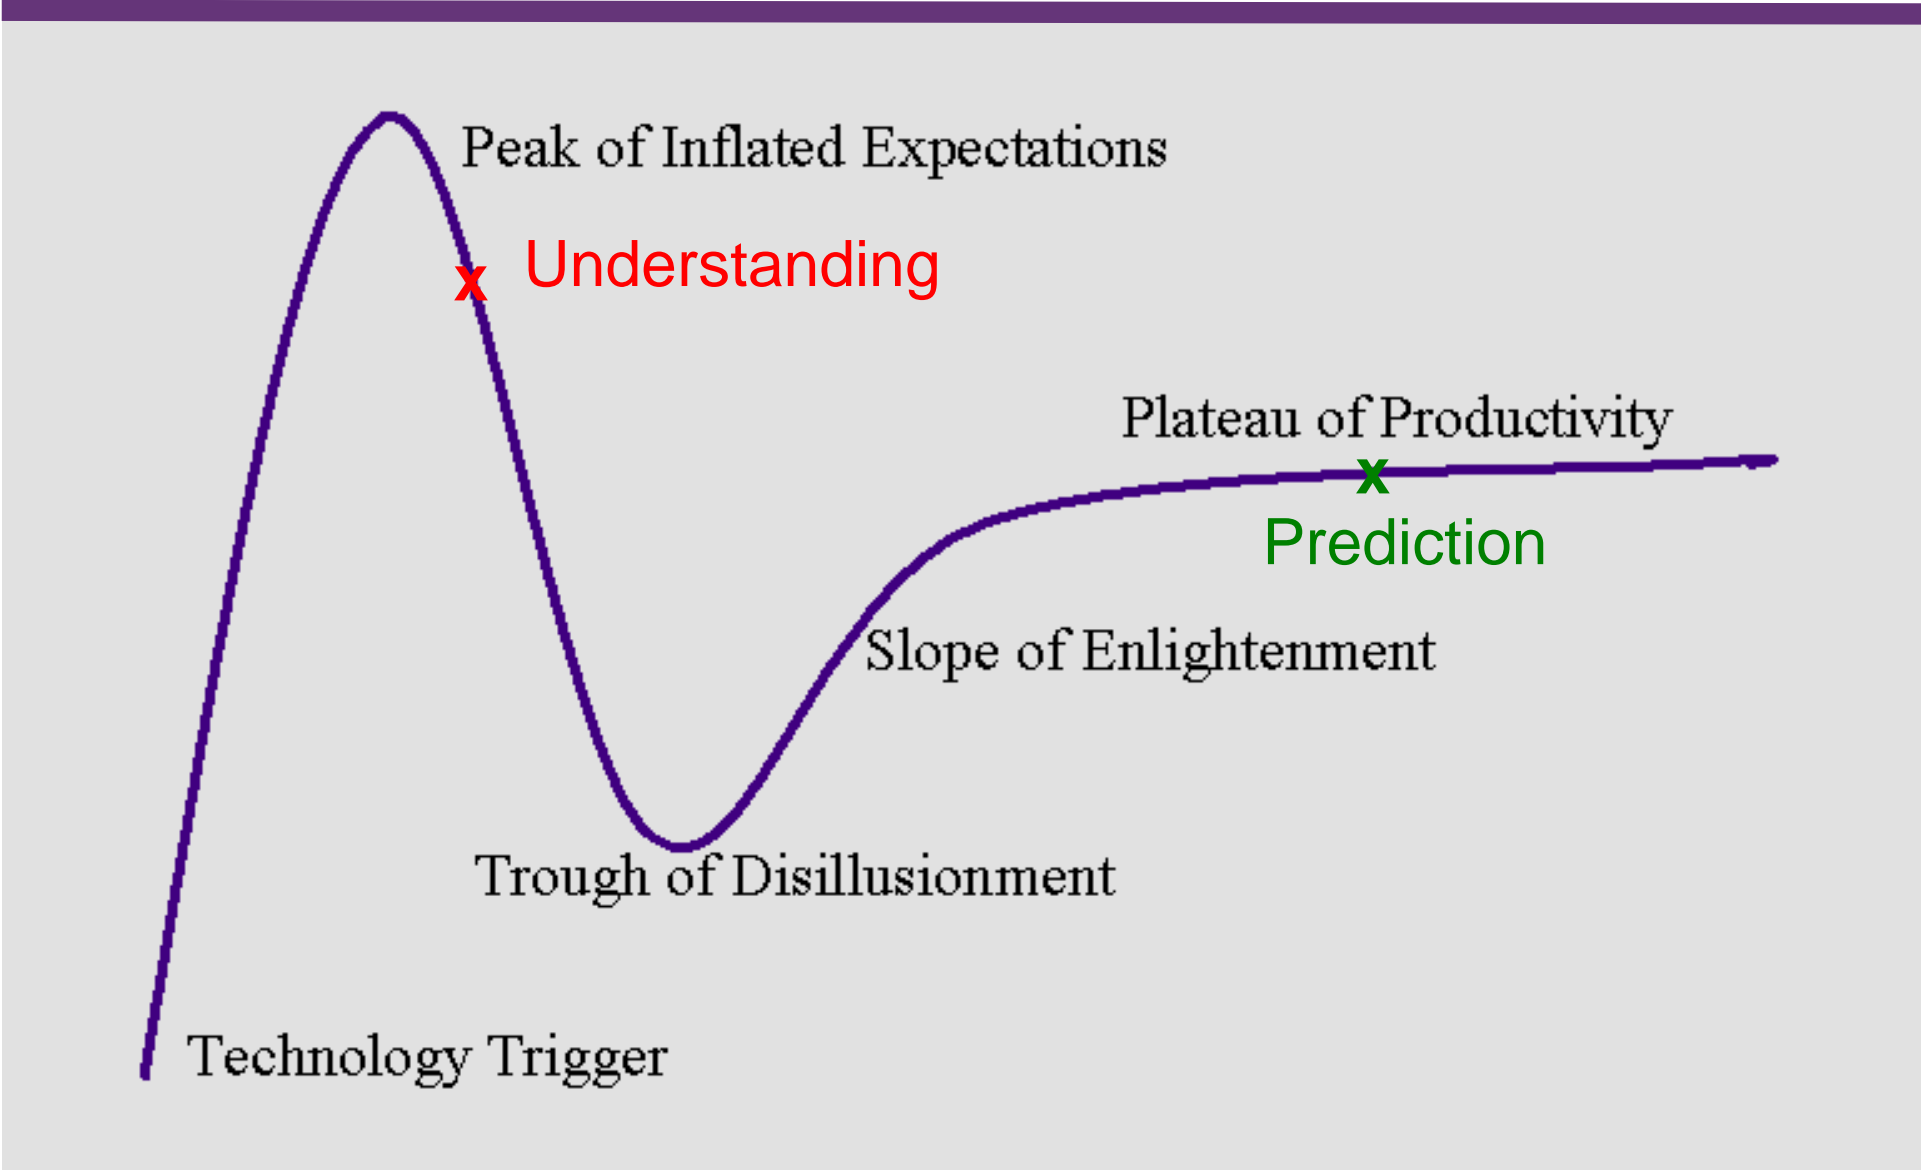 Peak of Inflated Expectations
x Understanding
Plateau of Productivity
x
Prediction
Slope of Enlightenment
Trough of Disillusionment
Technology Trigger